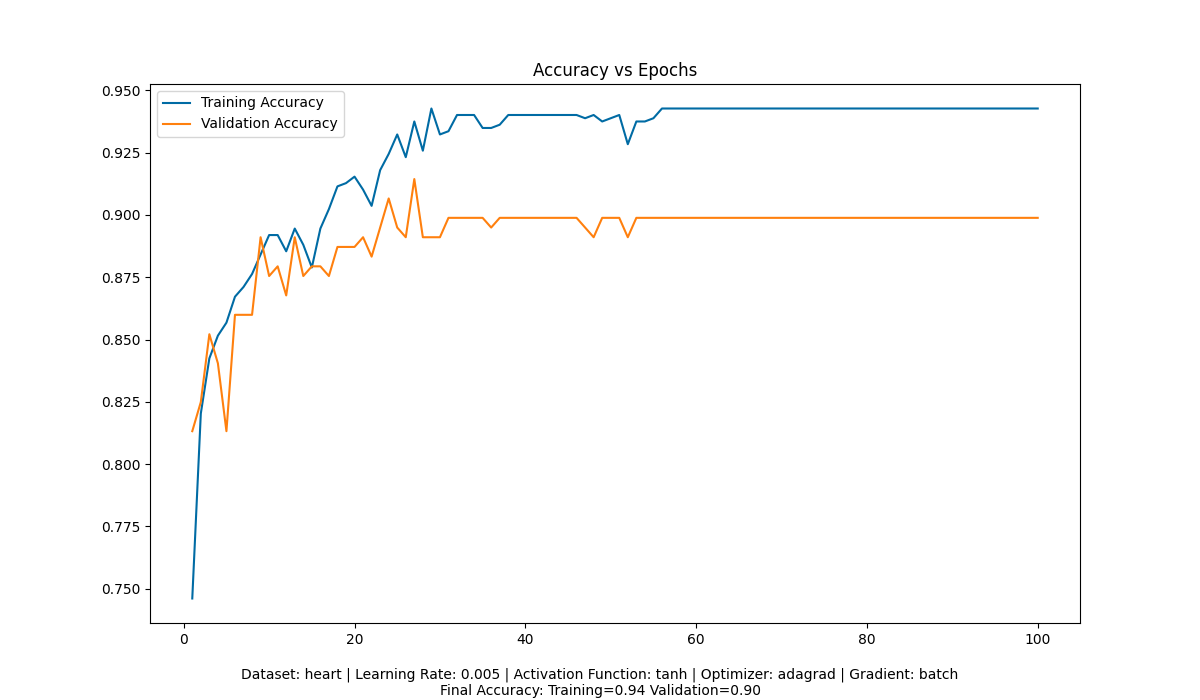 Accuracy vs Epochs
0.950
0.925
0.900
0.875
0.850
0.825
0.800
0.775
0.750
Training Accuracy
Validation Accuracy
0 20 40 60 80 100
Dataset: heart | Learning Rate: 0.005 | Activation Function: tanh | Optimizer: adagrad | Gradient: batch
Final Accuracy: Training=0.94 Validation=0.90